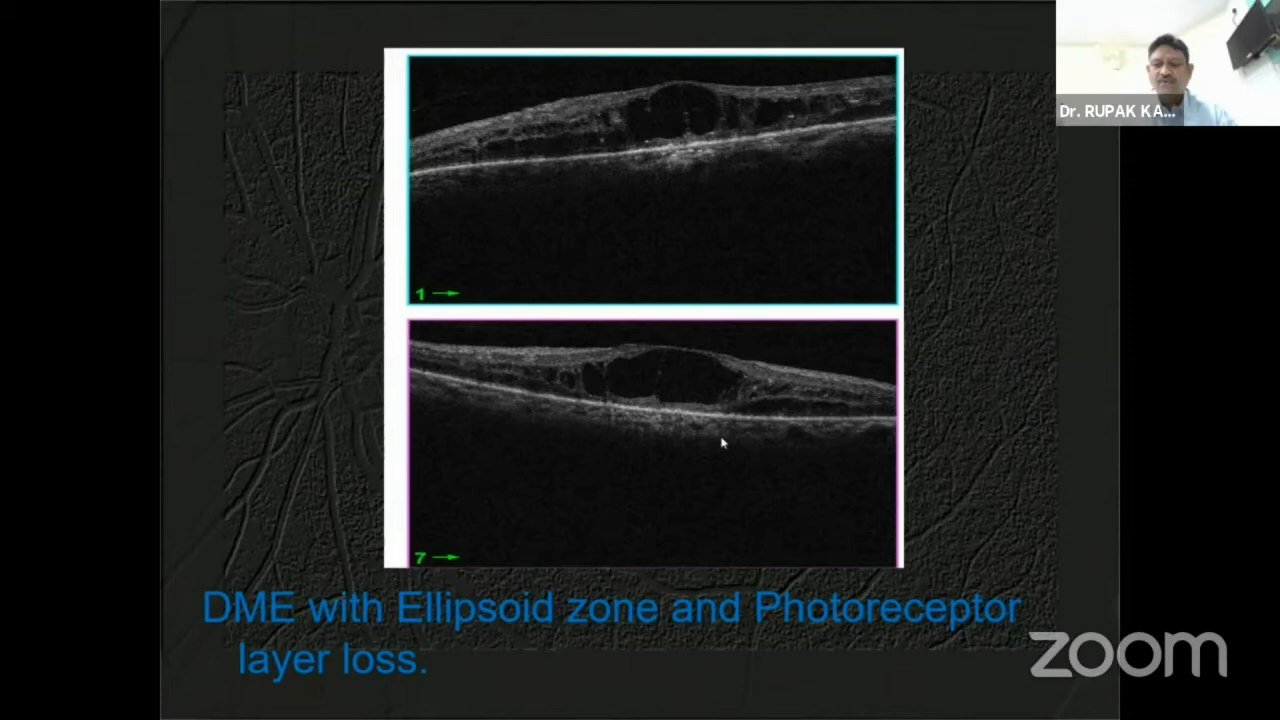 Dr. RUPAK KA...
1
7
DME with Ellipsoid zone and Photoreceptor
layer loss.
zoom